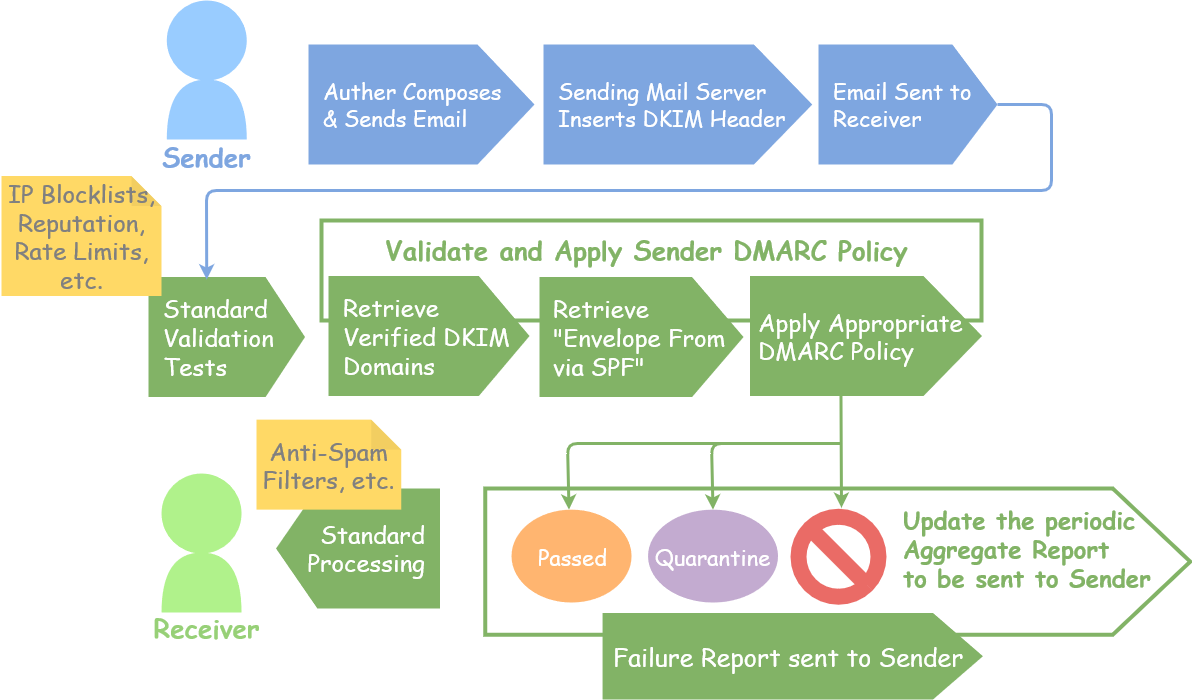 Auther Composes
& Sends Email
Sending Mail Server
Inserts DKIM Header
Email Sent to
Receiver
Sender
IP Blocklists,
Reputation,
Rate Limits,
etc.
Validate and Apply Sender DMARC Policy
Standard
Validation
Tests
Retrieve
Verified DKIM
Domains
Retrieve
"Envelope From
via SPF"
Apply Appropriate
DMARC Policy
Anti-Spam
Filters, etc.
Standard
Processing
Receiver
Passed
Quarantine
Update the periodic
Aggregate Report
to be sent to Sender
Failure Report sent to Sender